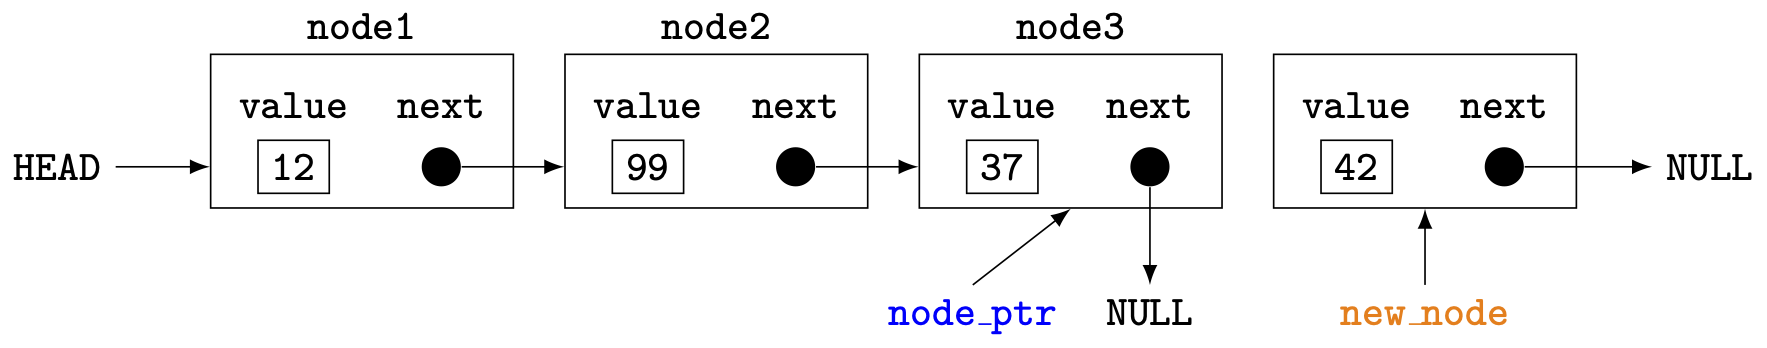 node1 node2 node3
value next value next value next value next
HEAD 12 99 37 42 NULL
node_ptr NULL new_node